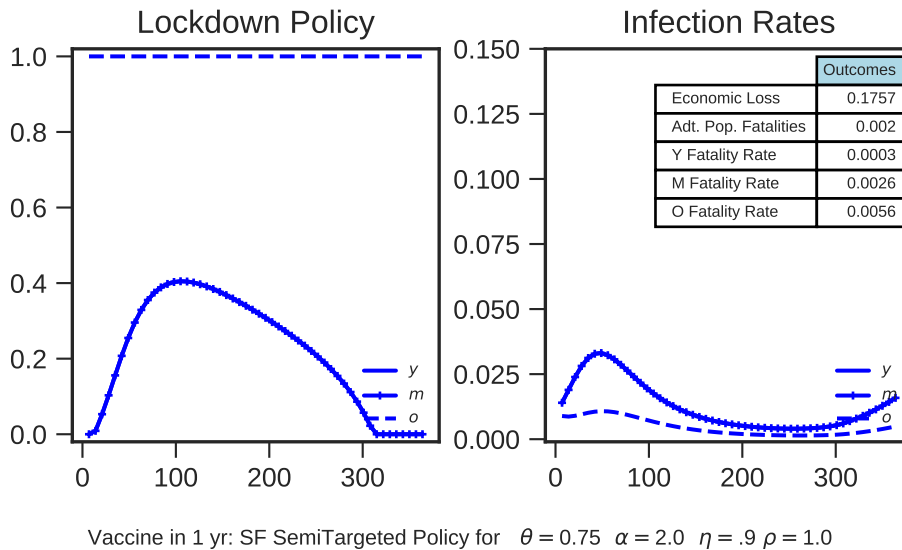 Lockdown Policy
1.0
0.8
0.6
0.4
0.2
0.0
0
100
200
300
y
m
o
Infection Rates
0.150
0.125
0.100
0.075
0.050
0.025
0.000
0
100
200
300
Outcomes
Economic Loss 0.1757
Adt. Pop. Fatalities 0.002
Y Fatality Rate 0.0003
M Fatality Rate 0.0026
O Fatality Rate 0.0056
y
m
o
Vaccine in 1 yr: SF SemiTargeted Policy for θ = 0.75 α = 2.0 η = .9 ρ = 1.0